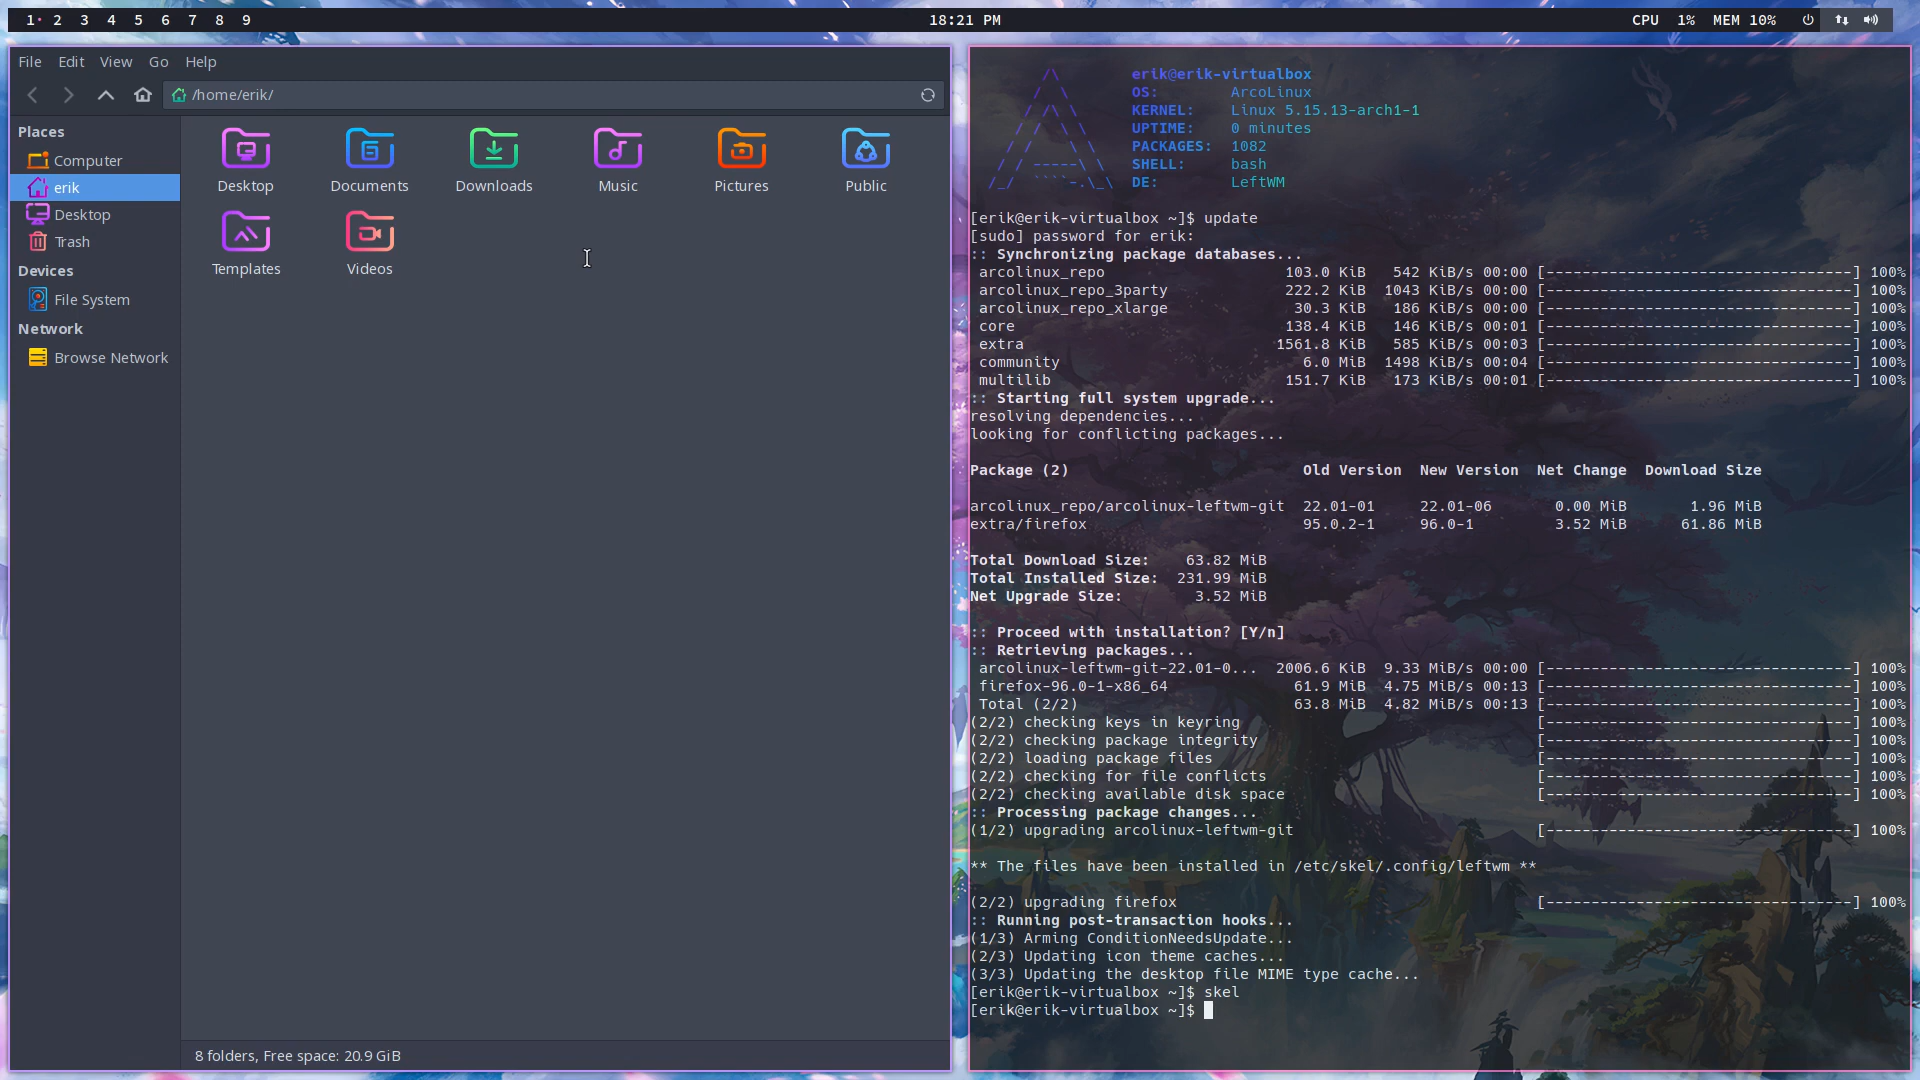 1 2 3 4 5 6 7 8 9
18:21 PM
CPU 1% MEM 10%
File Edit View Go Help
/home/erik/
Places
Computer
erik
Desktop
Trash
Devices
File System
Network
Browse Network
Desktop Documents Downloads Music Pictures Public
Templates Videos
8 folders, Free space: 20.9 GiB
erik@erik-virtualbox
OS: ArcoLinux
KERNEL: Linux 5.15.13-arch1-1
UPTIME: 0 minutes
PACKAGES: 1082
SHELL: bash
DE: LeftWM
[erik@erik-virtualbox ~]$ update
[sudo] password for erik:
:: Synchronizing package databases...
arcolinux_repo 103.0 KiB 542 KiB/s 00:00 [----------------------------------] 100%
arcolinux_repo_3party 222.2 KiB 1043 KiB/s 00:00 [----------------------------------] 100%
arcolinux_repo_xlarge 30.3 KiB 186 KiB/s 00:00 [----------------------------------] 100%
core 138.4 KiB 146 KiB/s 00:01 [----------------------------------] 100%
extra 1561.8 KiB 585 KiB/s 00:03 [----------------------------------] 100%
community 6.0 MiB 1498 KiB/s 00:04 [----------------------------------] 100%
multilib 151.7 KiB 173 KiB/s 00:01 [----------------------------------] 100%
:: Starting full system upgrade...
resolving dependencies...
looking for conflicting packages...
Package (2) Old Version New Version Net Change Download Size
arcolinux_repo/arcolinux-leftwm-git 22.01-01 22.01-06 0.00 MiB 1.96 MiB
extra/firefox 95.0.2-1 96.0-1 3.52 MiB 61.86 MiB
Total Download Size: 63.82 MiB
Total Installed Size: 231.99 MiB
Net Upgrade Size: 3.52 MiB
:: Proceed with installation? [Y/n]
:: Retrieving packages...
arcolinux-leftwm-git-22.01-0... 2006.6 KiB 9.33 MiB/s 00:00 [----------------------------------] 100%
firefox-96.0-1-x86_64 61.9 MiB 4.75 MiB/s 00:13 [----------------------------------] 100%
Total (2/2) 63.8 MiB 4.82 MiB/s 00:13 [----------------------------------] 100%
(2/2) checking keys in keyring [----------------------------------] 100%
(2/2) checking package integrity [----------------------------------] 100%
(2/2) loading package files [----------------------------------] 100%
(2/2) checking for file conflicts [----------------------------------] 100%
(2/2) checking available disk space [----------------------------------] 100%
:: Processing package changes...
(1/2) upgrading arcolinux-leftwm-git [----------------------------------] 100%
** The files have been installed in /etc/skel/.config/leftwm **
(2/2) upgrading firefox [----------------------------------] 100%
:: Running post-transaction hooks...
(1/3) Arming ConditionNeedsUpdate...
(2/3) Updating icon theme caches...
(3/3) Updating the desktop file MIME type cache...
[erik@erik-virtualbox ~]$ skel
[erik@erik-virtualbox ~]$